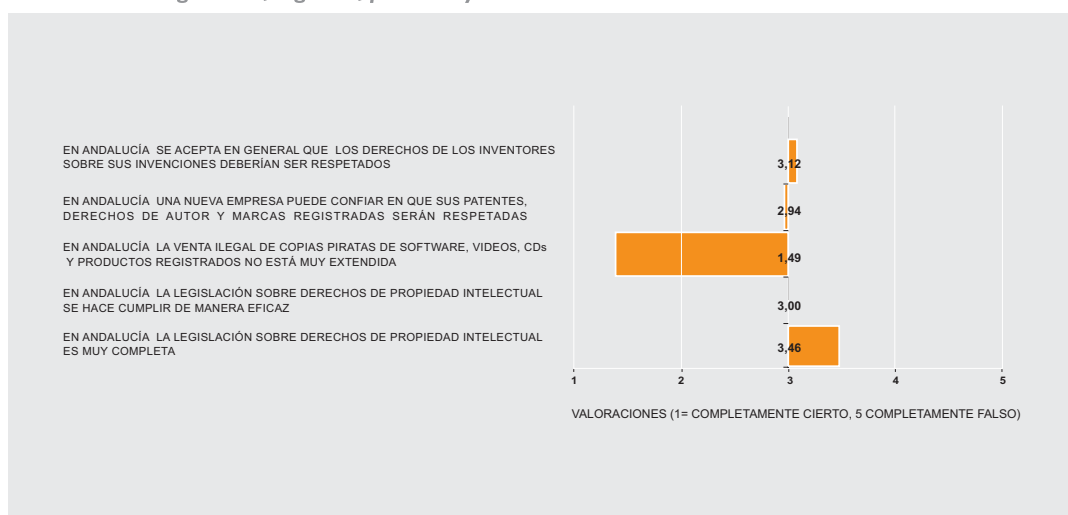 EN ANDALUCÍA SE ACEPTA EN GENERAL QUE LOS DERECHOS DE LOS INVENTORES
SOBRE SUS INVENCIONES DEBERÍAN SER RESPETADOS
3,12
EN ANDALUCÍA UNA NUEVA EMPRESA PUEDE CONFIAR EN QUE SUS PATENTES,
DERECHOS DE AUTOR Y MARCAS REGISTRADAS SERÁN RESPETADAS
2,94
EN ANDALUCÍA LA VENTA ILEGAL DE COPIAS PIRATAS DE SOFTWARE, VIDEOS, CDs
Y PRODUCTOS REGISTRADOS NO ESTÁ MUY EXTENDIDA
1,49
EN ANDALUCÍA LA LEGISLACIÓN SOBRE DERECHOS DE PROPIEDAD INTELECTUAL
SE HACE CUMPLIR DE MANERA EFICAZ
3,00
EN ANDALUCÍA LA LEGISLACIÓN SOBRE DERECHOS DE PROPIEDAD INTELECTUAL
ES MUY COMPLETA
3,46
1 2 3 4 5
VALORACIONES (1= COMPLETAMENTE CIERTO, 5 COMPLETAMENTE FALSO)